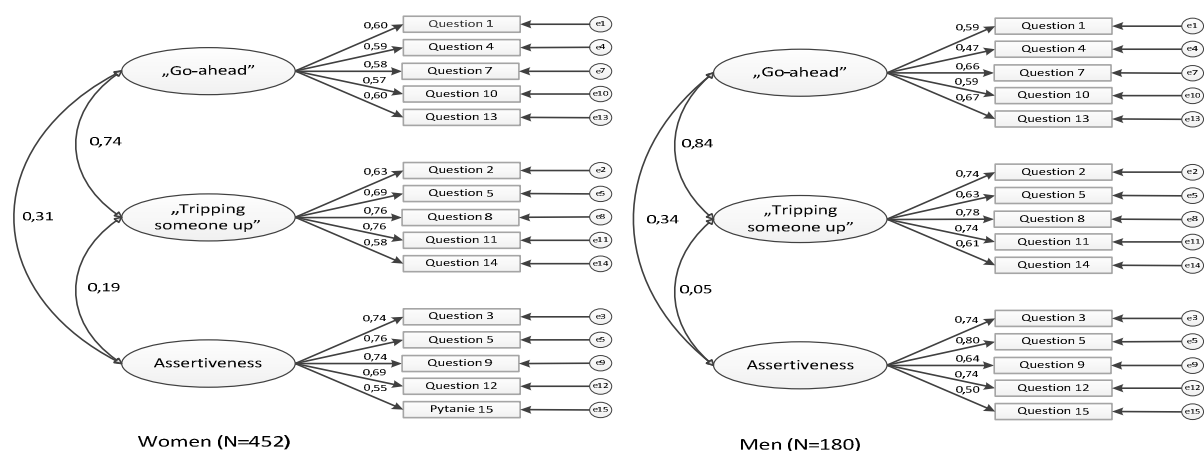 0,60
Question 1
e1
0,59
Question 4
e4
„Go-ahead”
0,58
Question 7
e7
0,57
Question 10
e10
0,60
Question 13
e13
0,74
0,63
Question 2
e2
0,69
Question 5
e5
0,31
„Tripping
someone up”
0,76
Question 8
e8
0,76
Question 11
e11
0,58
Question 14
e14
0,19
0,74
Question 3
e3
0,76
Question 5
e5
Assertiveness
0,74
Question 9
e9
0,69
Question 12
e12
0,55
Pytanie 15
e15
Women (N=452)
0,59
Question 1
e1
0,47
Question 4
e4
„Go-ahead”
0,66
Question 7
e7
0,59
Question 10
e10
0,67
Question 13
e13
0,84
0,74
Question 2
e2
0,63
Question 5
e5
0,34
„Tripping
someone up”
0,78
Question 8
e8
0,74
Question 11
e11
0,61
Question 14
e14
0,05
0,74
Question 3
e3
0,80
Question 5
e5
Assertiveness
0,64
Question 9
e9
0,74
Question 12
e12
0,50
Question 15
e15
Men (N=180)